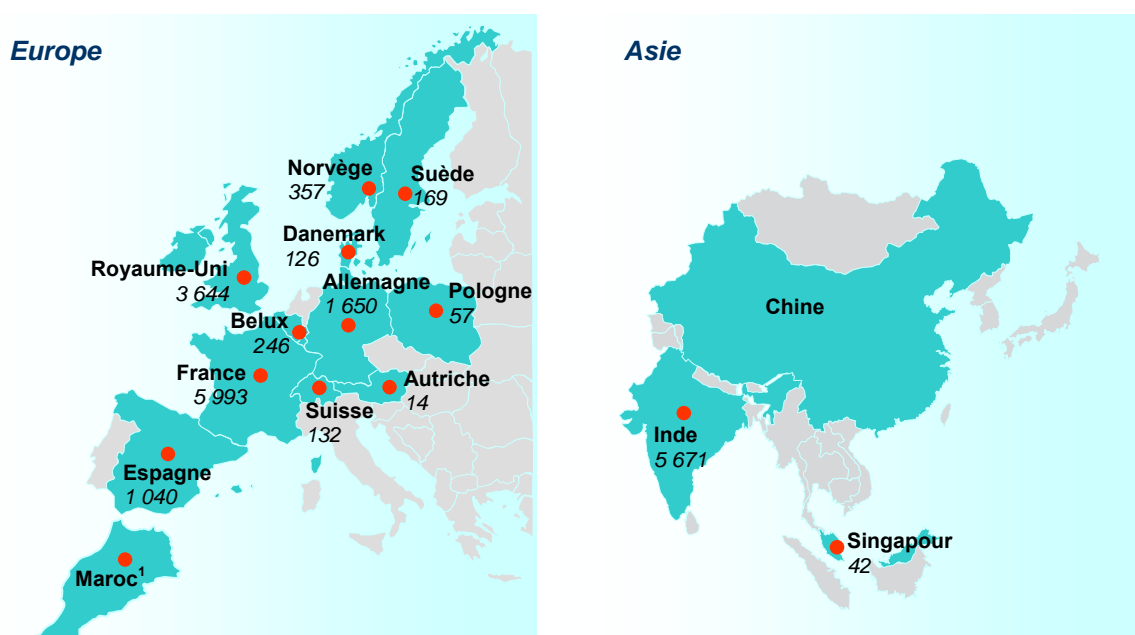 Europe
Norvège
357
Suède
169
Danemark
126
Royaume-Uni
3 644
Allemagne
1 650
Pologne
57
Belux
246
France
5 993
Autriche
14
Suisse
132
Espagne
1 040
Maroc¹
Asie
Chine
Inde
5 671
Singapour
42